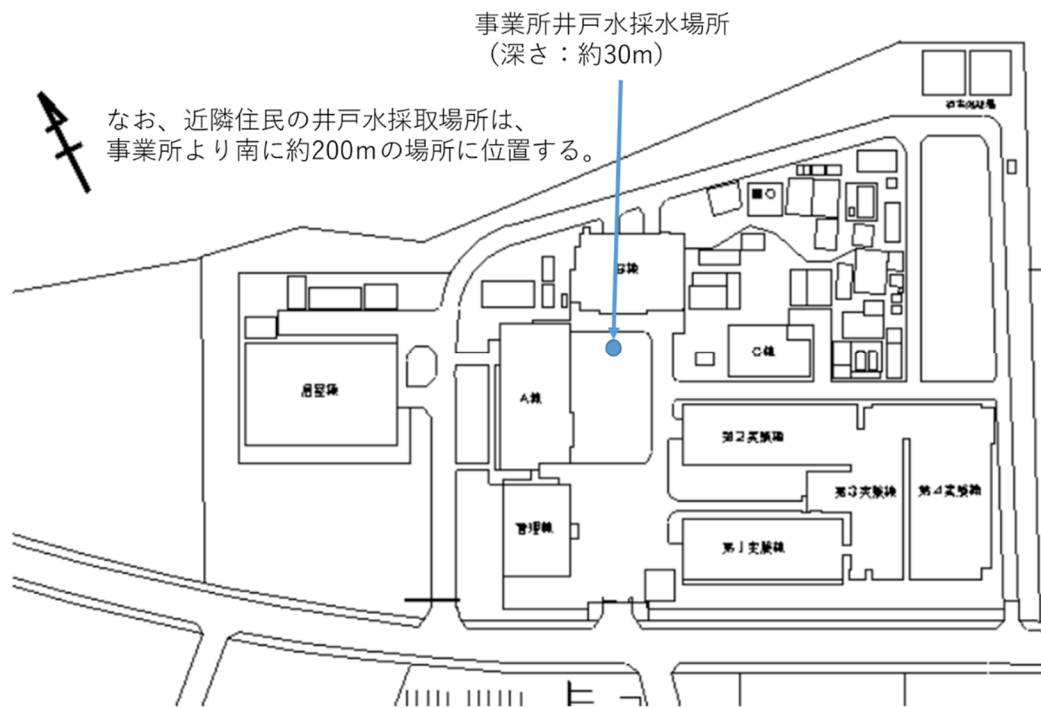 事業所井戸水採水場所
（深さ：約30m）
なお、近隣住民の井戸水採取場所は、
事業所より南に約200ｍの場所に位置する。
B棟
C棟
居室棟
A棟
第２実験棟
第３実験棟
第４実験棟
管理棟
第１実験棟